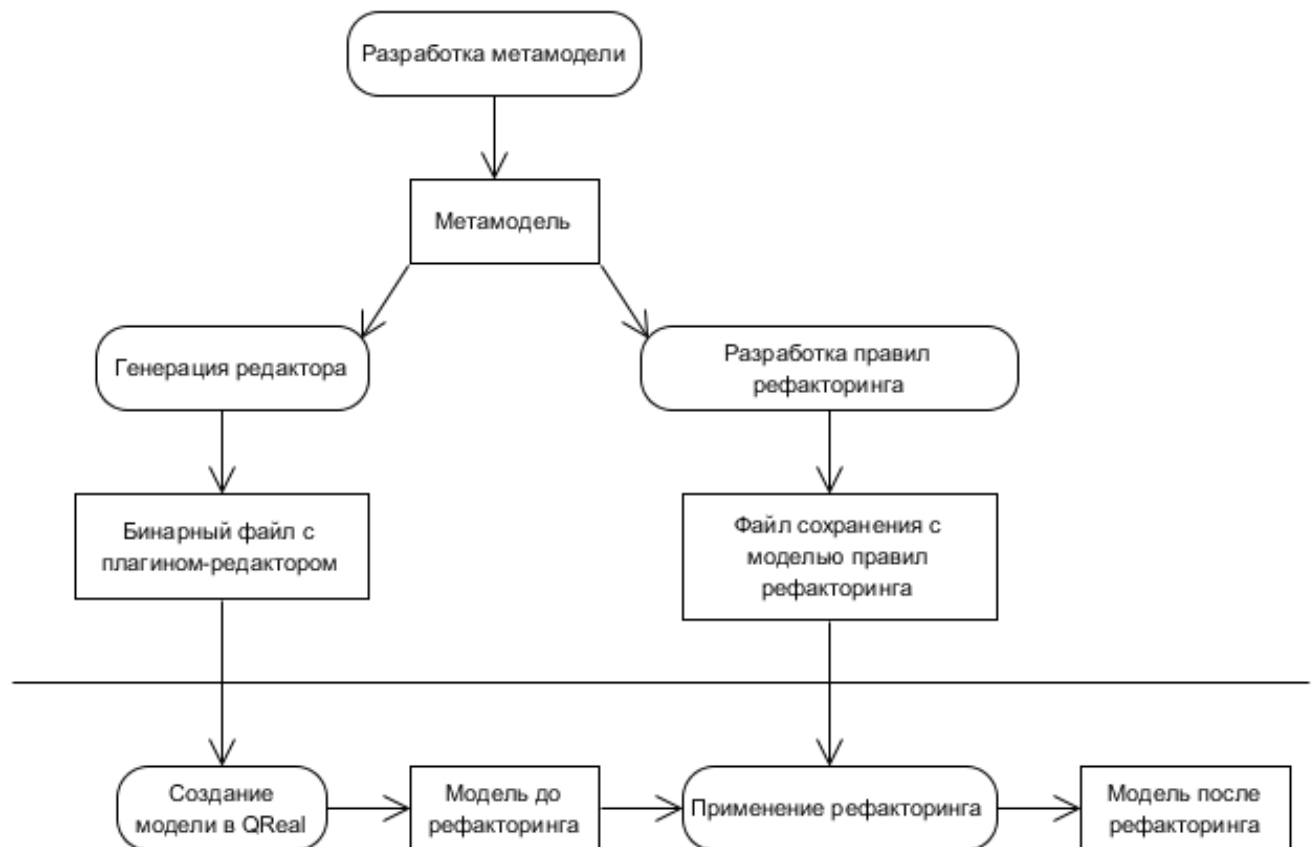 Разработка метамодели
Метамодель
Генерация редактора
Разработка правил
рефакторинга
Бинарный файл с
плагином-редактором
Файл сохранения с
моделью правил
рефакторинга
Создание
модели в QReal
Модель до
рефакторинга
Применение рефакторинга
Модель после
рефакторинга